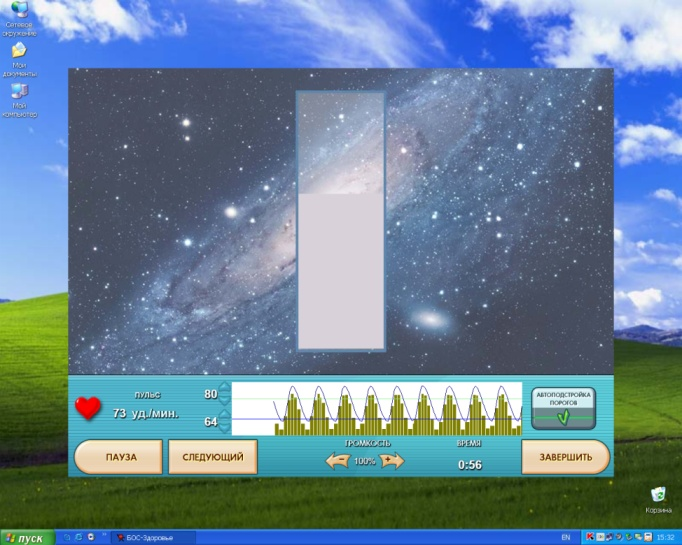 Сетевое
окружение
Мои
документы
Мой
компьютер
пульс
73 уд./мин.
80
64
АВТОПОДСТРОЙКА
ПОРОГОВ
ПАУЗА
СЛЕДУЮЩИЙ
ГРОМКОСТЬ
100%
ВРЕМЯ
0:56
ЗАВЕРШИТЬ
Корзина
пуск
БОС-Здоровье
EN
15:32